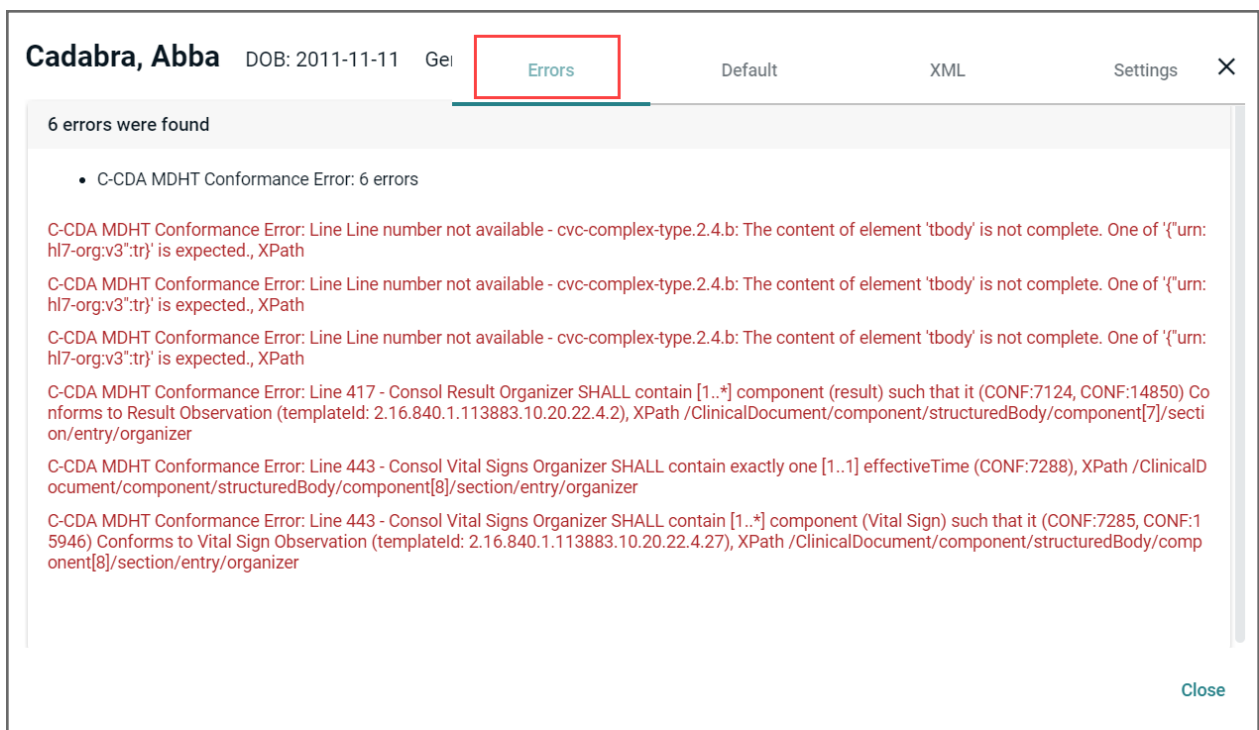 Cadabra, Abba DOB: 2011-11-11 Ger Errors Default XML Settings
6 errors were found
• C-CDA MDHT Conformance Error: 6 errors
C-CDA MDHT Conformance Error: Line Line number not available - cvc-complex-type.2.4.b: The content of element 'tbody' is not complete. One of '{"urn:
hl7-org:v3":tr}' is expected., XPath
C-CDA MDHT Conformance Error: Line Line number not available - cvc-complex-type.2.4.b: The content of element 'tbody' is not complete. One of '{"urn:
hl7-org:v3":tr}' is expected., XPath
C-CDA MDHT Conformance Error: Line Line number not available - cvc-complex-type.2.4.b: The content of element 'tbody' is not complete. One of '{"urn:
hl7-org:v3":tr}' is expected., XPath
C-CDA MDHT Conformance Error: Line 417 - Consol Result Organizer SHALL contain [1..*] component (result) such that it (CONF:7124, CONF:14850) Co
nforms to Result Observation (templateId: 2.16.840.1.113883.10.20.22.4.2), XPath /ClinicalDocument/component/structuredBody/component[7]/secti
on/entry/organizer
C-CDA MDHT Conformance Error: Line 443 - Consol Vital Signs Organizer SHALL contain exactly one [1..1] effectiveTime (CONF:7288), XPath /ClinicalD
ocument/component/structuredBody/component[8]/section/entry/organizer
C-CDA MDHT Conformance Error: Line 443 - Consol Vital Signs Organizer SHALL contain [1..*] component (Vital Sign) such that it (CONF:7285, CONF:1
5946) Conforms to Vital Sign Observation (templateId: 2.16.840.1.113883.10.20.22.4.27), XPath /ClinicalDocument/component/structuredBody/comp
onent[8]/section/entry/organizer
Close